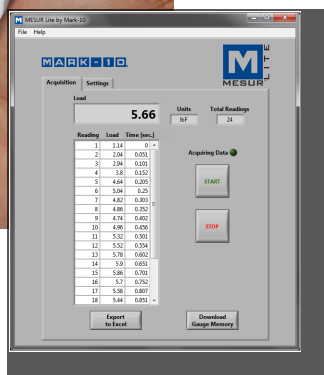 MESUR Lite by Mark-10
File Help
MARK-10
M
MESUR
LITE
Acquisition Settings
Load
5.66
Units
lbF
Total Readings
24
Reading Load Time [sec.]
1 1.14 0
2 2.04 0.051
3 2.94 0.101
4 3.8 0.152
5 4.64 0.205
6 5.04 0.25
7 4.82 0.303
8 4.86 0.352
9 4.74 0.402
10 4.96 0.456
11 5.32 0.501
12 5.52 0.554
13 5.78 0.602
14 5.9 0.651
15 5.86 0.701
16 5.7 0.752
17 5.58 0.807
18 5.44 0.851
Acquiring Data
START
STOP
Export
to Excel
Download
Gauge Memory